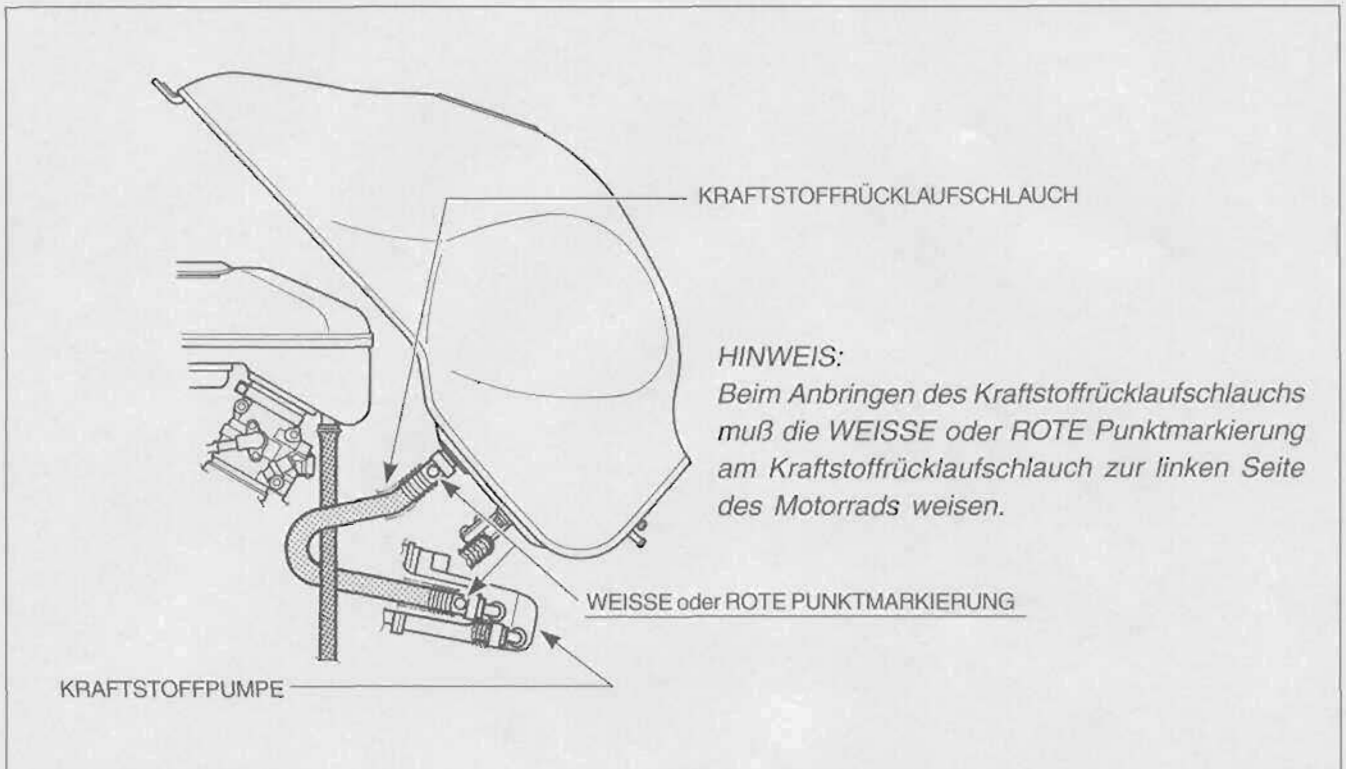 KRAFTSTOFFRÜCKLAUFSCHLAUCH
HINWEIS:
Beim Anbringen des Kraftstoffrücklaufschlauchs
muß die WEISSE oder ROTE Punktmarkierung
am Kraftstoffrücklaufschlauch zur linken Seite
des Motorrads weisen.
WEISSE oder ROTE PUNKTMARKIERUNG
KRAFTSTOFFPUMPE